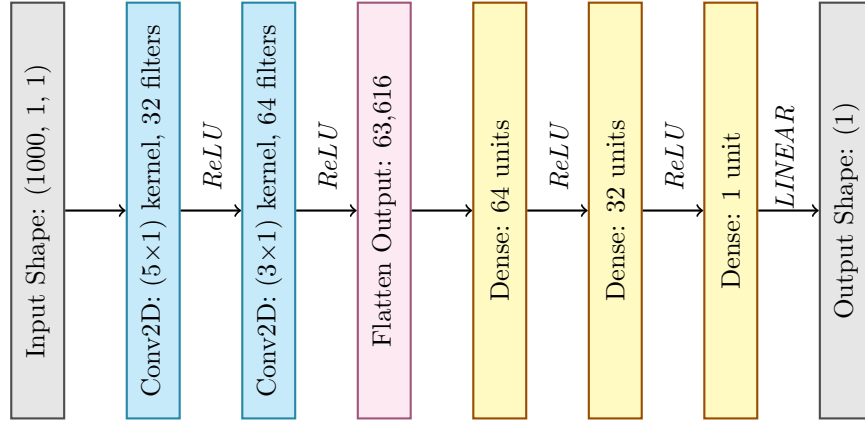 Input Shape: (1000, 1, 1)
Conv2D: (5×1) kernel, 32 filters
ReLU
Conv2D: (3×1) kernel, 64 filters
ReLU
Flatten Output: 63,616
Dense: 64 units
ReLU
Dense: 32 units
ReLU
Dense: 1 unit
LINEAR
Output Shape: (1)